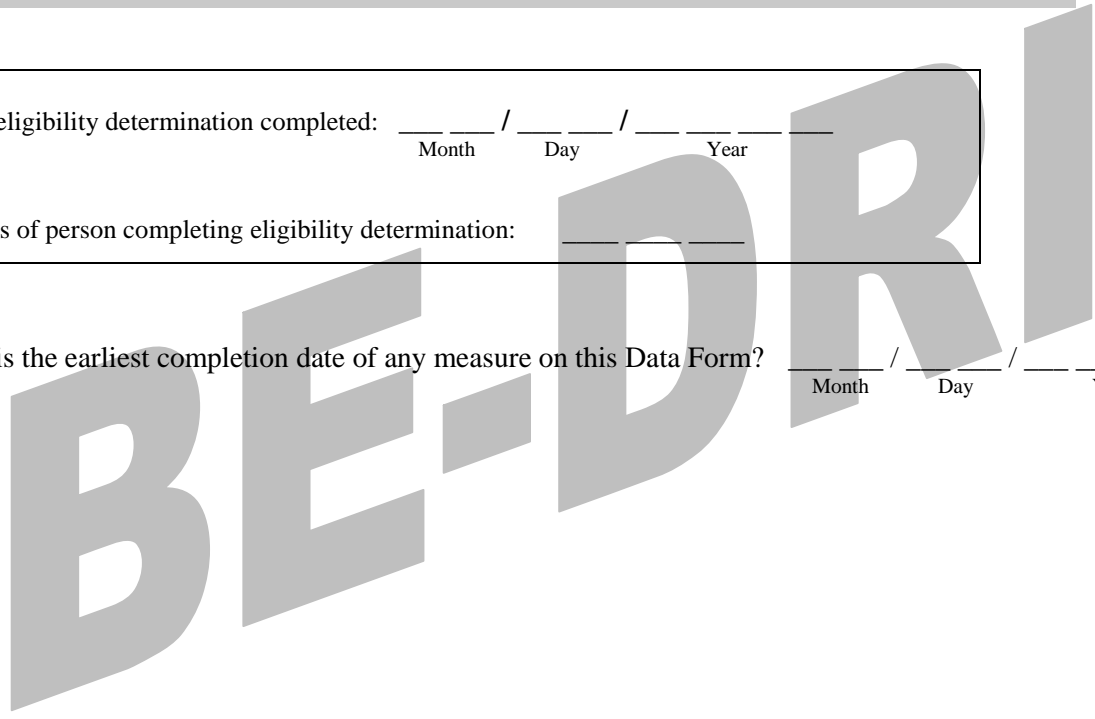 eligibility determination completed: ___ ___ / ___ ___ / ___ ___ ___ ___
Month Day Year
s of person completing eligibility determination: ____ ____ ____
is the earliest completion date of any measure on this Data Form? ___ ___ / ___ ___ / ___ __
Month Day
BE-DRI